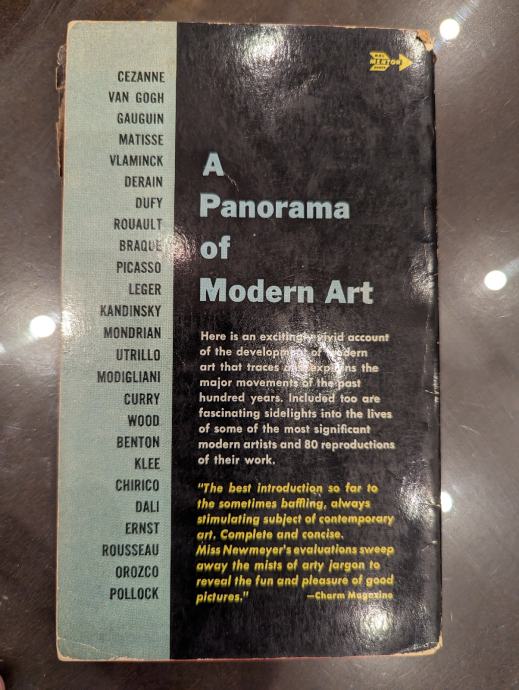 CEZANNE
VAN GOGH
GAUGUIN
MATISSE
VLAMINCK
DERAIN
DUFY
ROUAULT
BRAQUE
PICASSO
LEGER
KANDINSKY
MONDRIAN
UTRILLO
MODIGLIANI
CURRY
WOOD
BENTON
KLEE
CHIRICO
DALI
ERNST
ROUSSEAU
OROZCO
POLLOCK
MENTOR
A
Panorama
of
Modern Art
Here is an excitingly vivid account
of the development of modern
art that traces and explains the
major movements of the past
hundred years. Included too are
fascinating sidelights into the lives
of some of the most significant
modern artists and 80 reproductions
of their work.
"The best introduction so far to
the sometimes baffling, always
stimulating subject of contemporary
art. Complete and concise.
Miss Newmeyer's evaluations sweep
away the mists of arty jargon to
reveal the fun and pleasure of good
pictures." —Charm Magazine